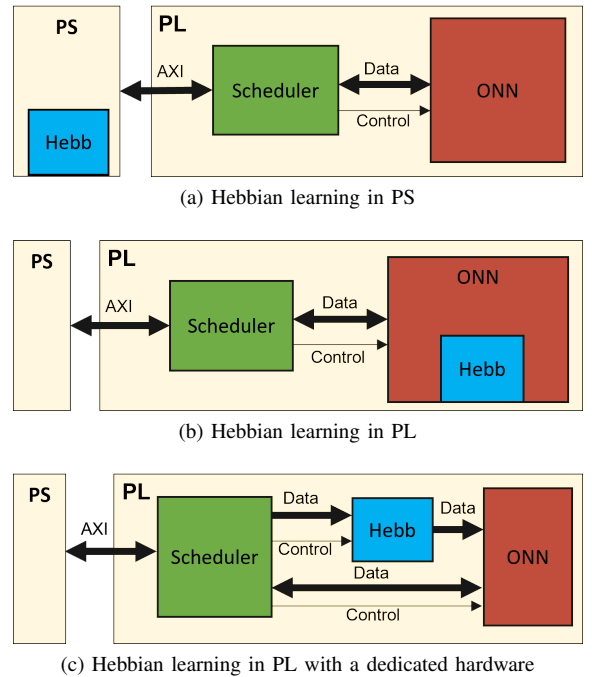 PS
PL
AXI
Scheduler
Data
Control
ONN
Hebb
(a) Hebbian learning in PS
PS
PL
AXI
Scheduler
Data
Control
ONN
Hebb
(b) Hebbian learning in PL
PS
PL
AXI
Scheduler
Data
Control
Hebb
Data
Data
Control
ONN
(c) Hebbian learning in PL with a dedicated hardware